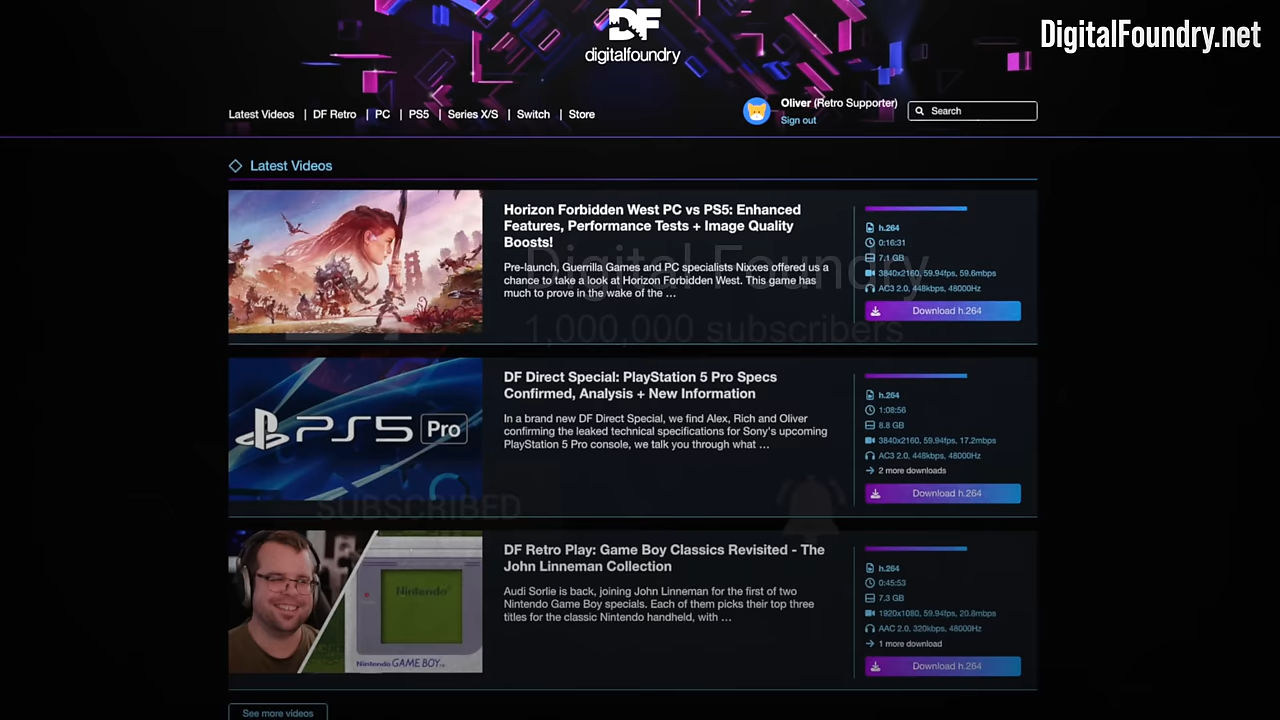 DF
digitalfoundry
DigitalFoundry.net
Latest Videos | DF Retro | PC | PS5 | Series X/S | Switch | Store
Oliver (Retro Supporter)
Sign out
Search
Latest Videos
Horizon Forbidden West PC vs PS5: Enhanced
Features, Performance Tests + Image Quality
Boosts!
Pre-launch, Guerrilla Games and PC specialists Nixxes offered us a
chance to take a look at Horizon Forbidden West. This game has
much to prove in the wake of the ...
h.264
0:16:31
7.1 GB
3840x2160, 59.94fps, 59.6mbps
AC3 2.0, 448kbps, 48000Hz
Download h.264
Digital Foundry
1,000,000 subscribers
PS5 Pro
DF Direct Special: PlayStation 5 Pro Specs
Confirmed, Analysis + New Information
In a brand new DF Direct Special, we find Alex, Rich and Oliver
confirming the leaked technical specifications for Sony's upcoming
PlayStation 5 Pro console, we talk you through what ...
h.264
1:08:56
8.8 GB
3840x2160, 59.94fps, 17.2mbps
AC3 2.0, 448kbps, 48000Hz
2 more downloads
Download h.264
SUBSCRIBED
Nintendo
Nintendo GAME BOY
DF Retro Play: Game Boy Classics Revisited - The
John Linneman Collection
Audi Sorlie is back, joining John Linneman for the first of two
Nintendo Game Boy specials. Each of them picks their top three
titles for the classic Nintendo handheld, with ...
h.264
0:45:53
7.3 GB
1920x1080, 59.94fps, 20.8mbps
AAC 2.0, 320kbps, 48000Hz
1 more download
Download h.264
See more videos